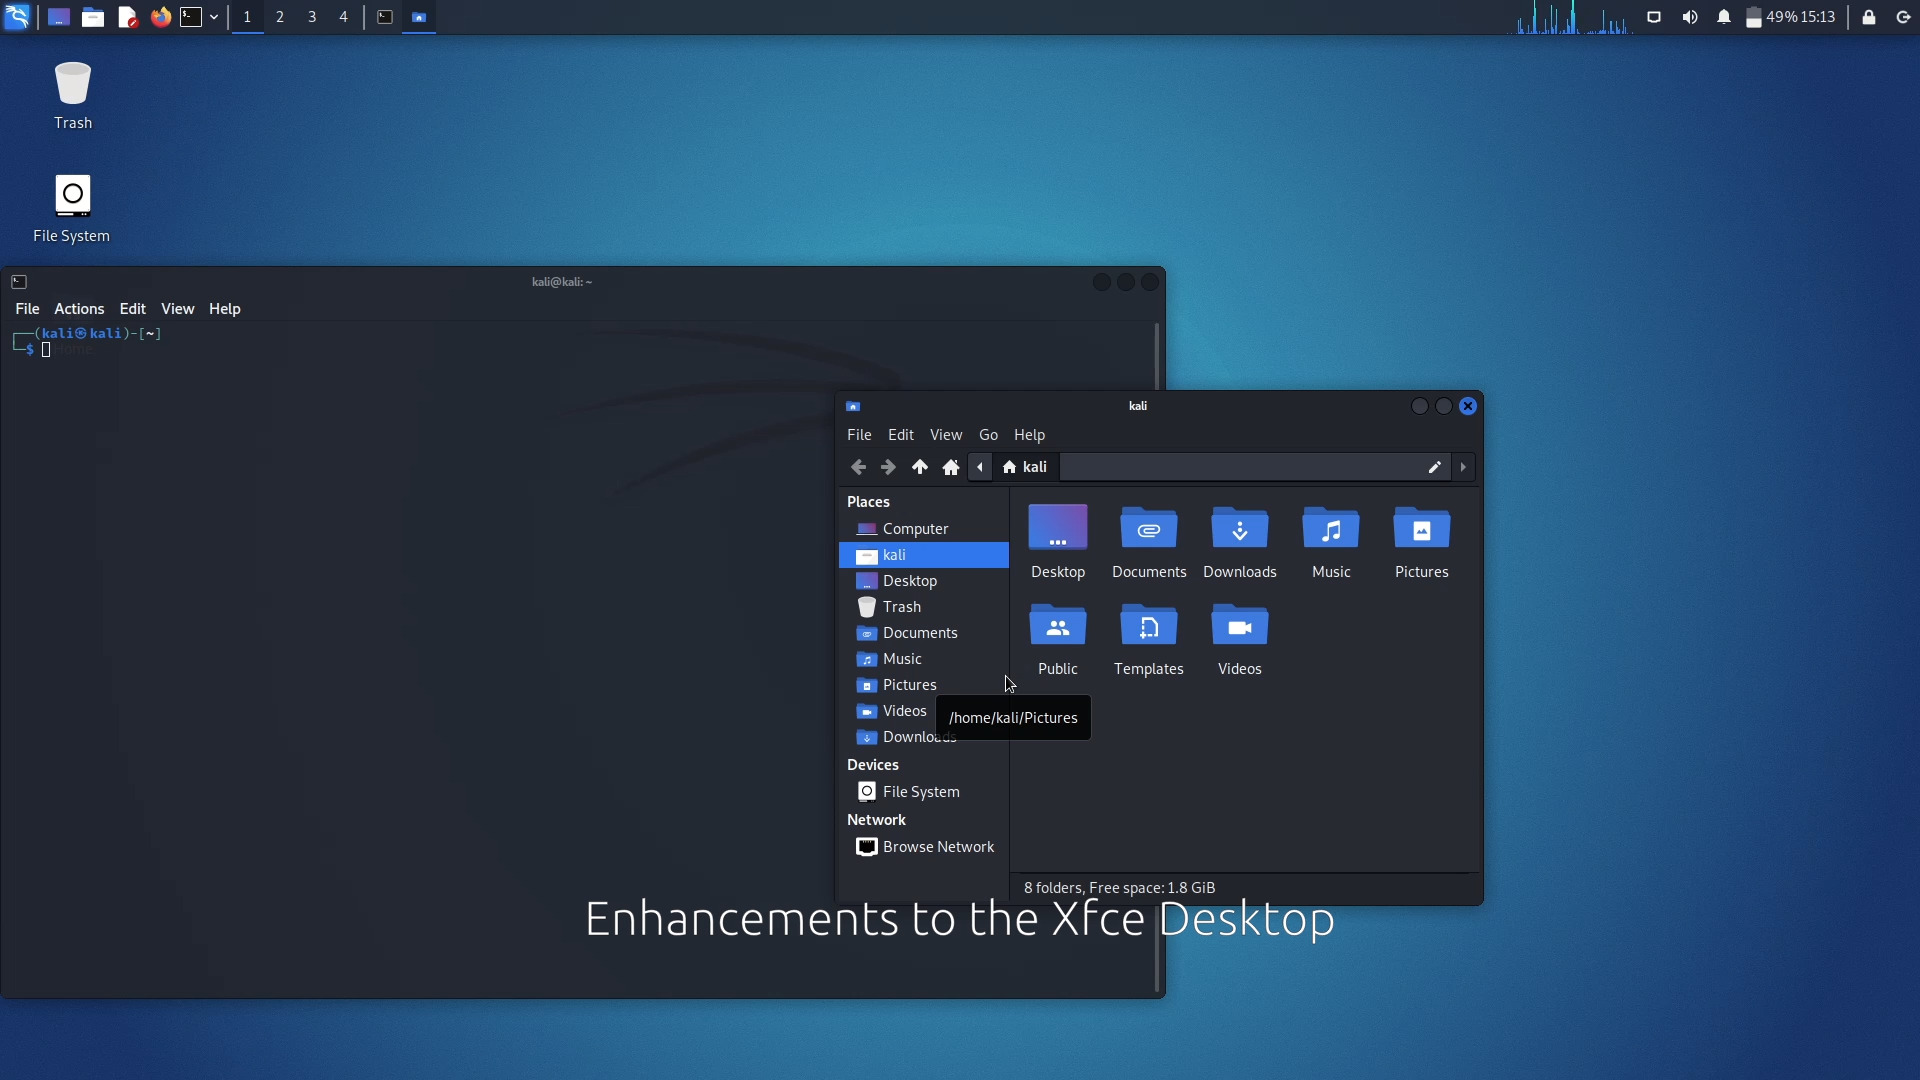 1 2 3 4
49% 15:13
Trash
File System
kali@kali: ~
File Actions Edit View Help
┌──(kali㉿kali)-[~]
└─$
kali
File Edit View Go Help
kali
Places
Computer
kali
Desktop
Trash
Documents
Music
Pictures
Videos
Downloads
Devices
File System
Network
Browse Network
Desktop Documents Downloads Music Pictures
Public Templates Videos
/home/kali/Pictures
8 folders, Free space: 1.8 GiB
Enhancements to the Xfce Desktop